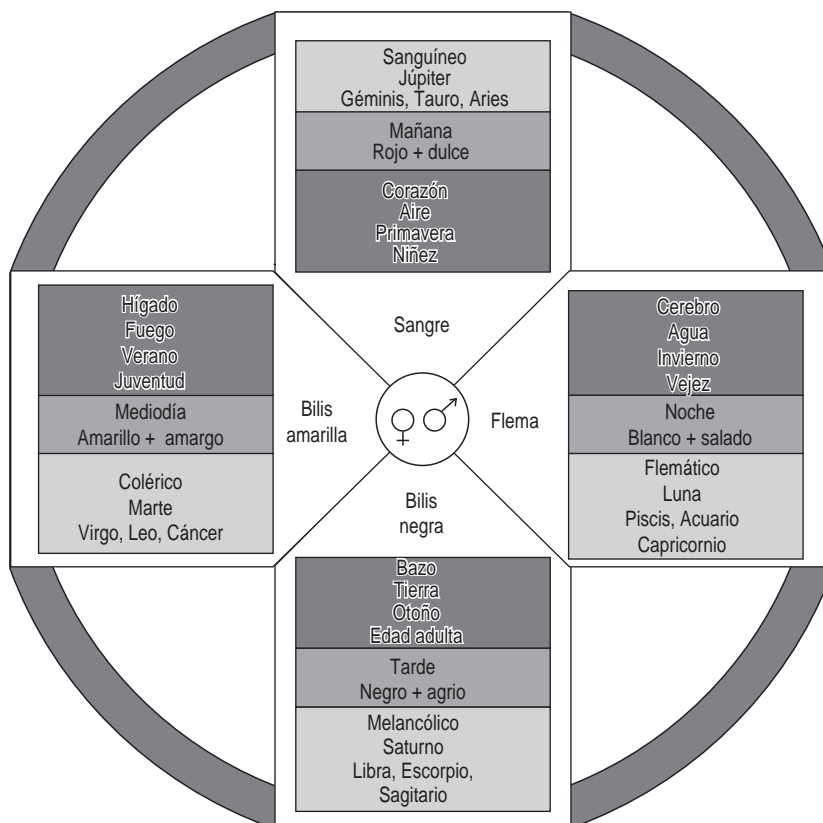 Sanguíneo
Júpiter
Géminis, Tauro, Aries
Mañana
Rojo + dulce
Corazón
Aire
Primavera
Niñez
Sangre
Hígado
Fuego
Verano
Juventud
Mediodía
Amarillo + amargo
Colérico
Marte
Virgo, Leo, Cáncer
Bilis
amarilla
Flema
Cerebro
Agua
Invierno
Vejez
Noche
Blanco + salado
Flemático
Luna
Piscis, Acuario
Capricornio
Bilis
negra
Bazo
Tierra
Otoño
Edad adulta
Tarde
Negro + agrio
Melancólico
Saturno
Libra, Escorpio,
Sagitario